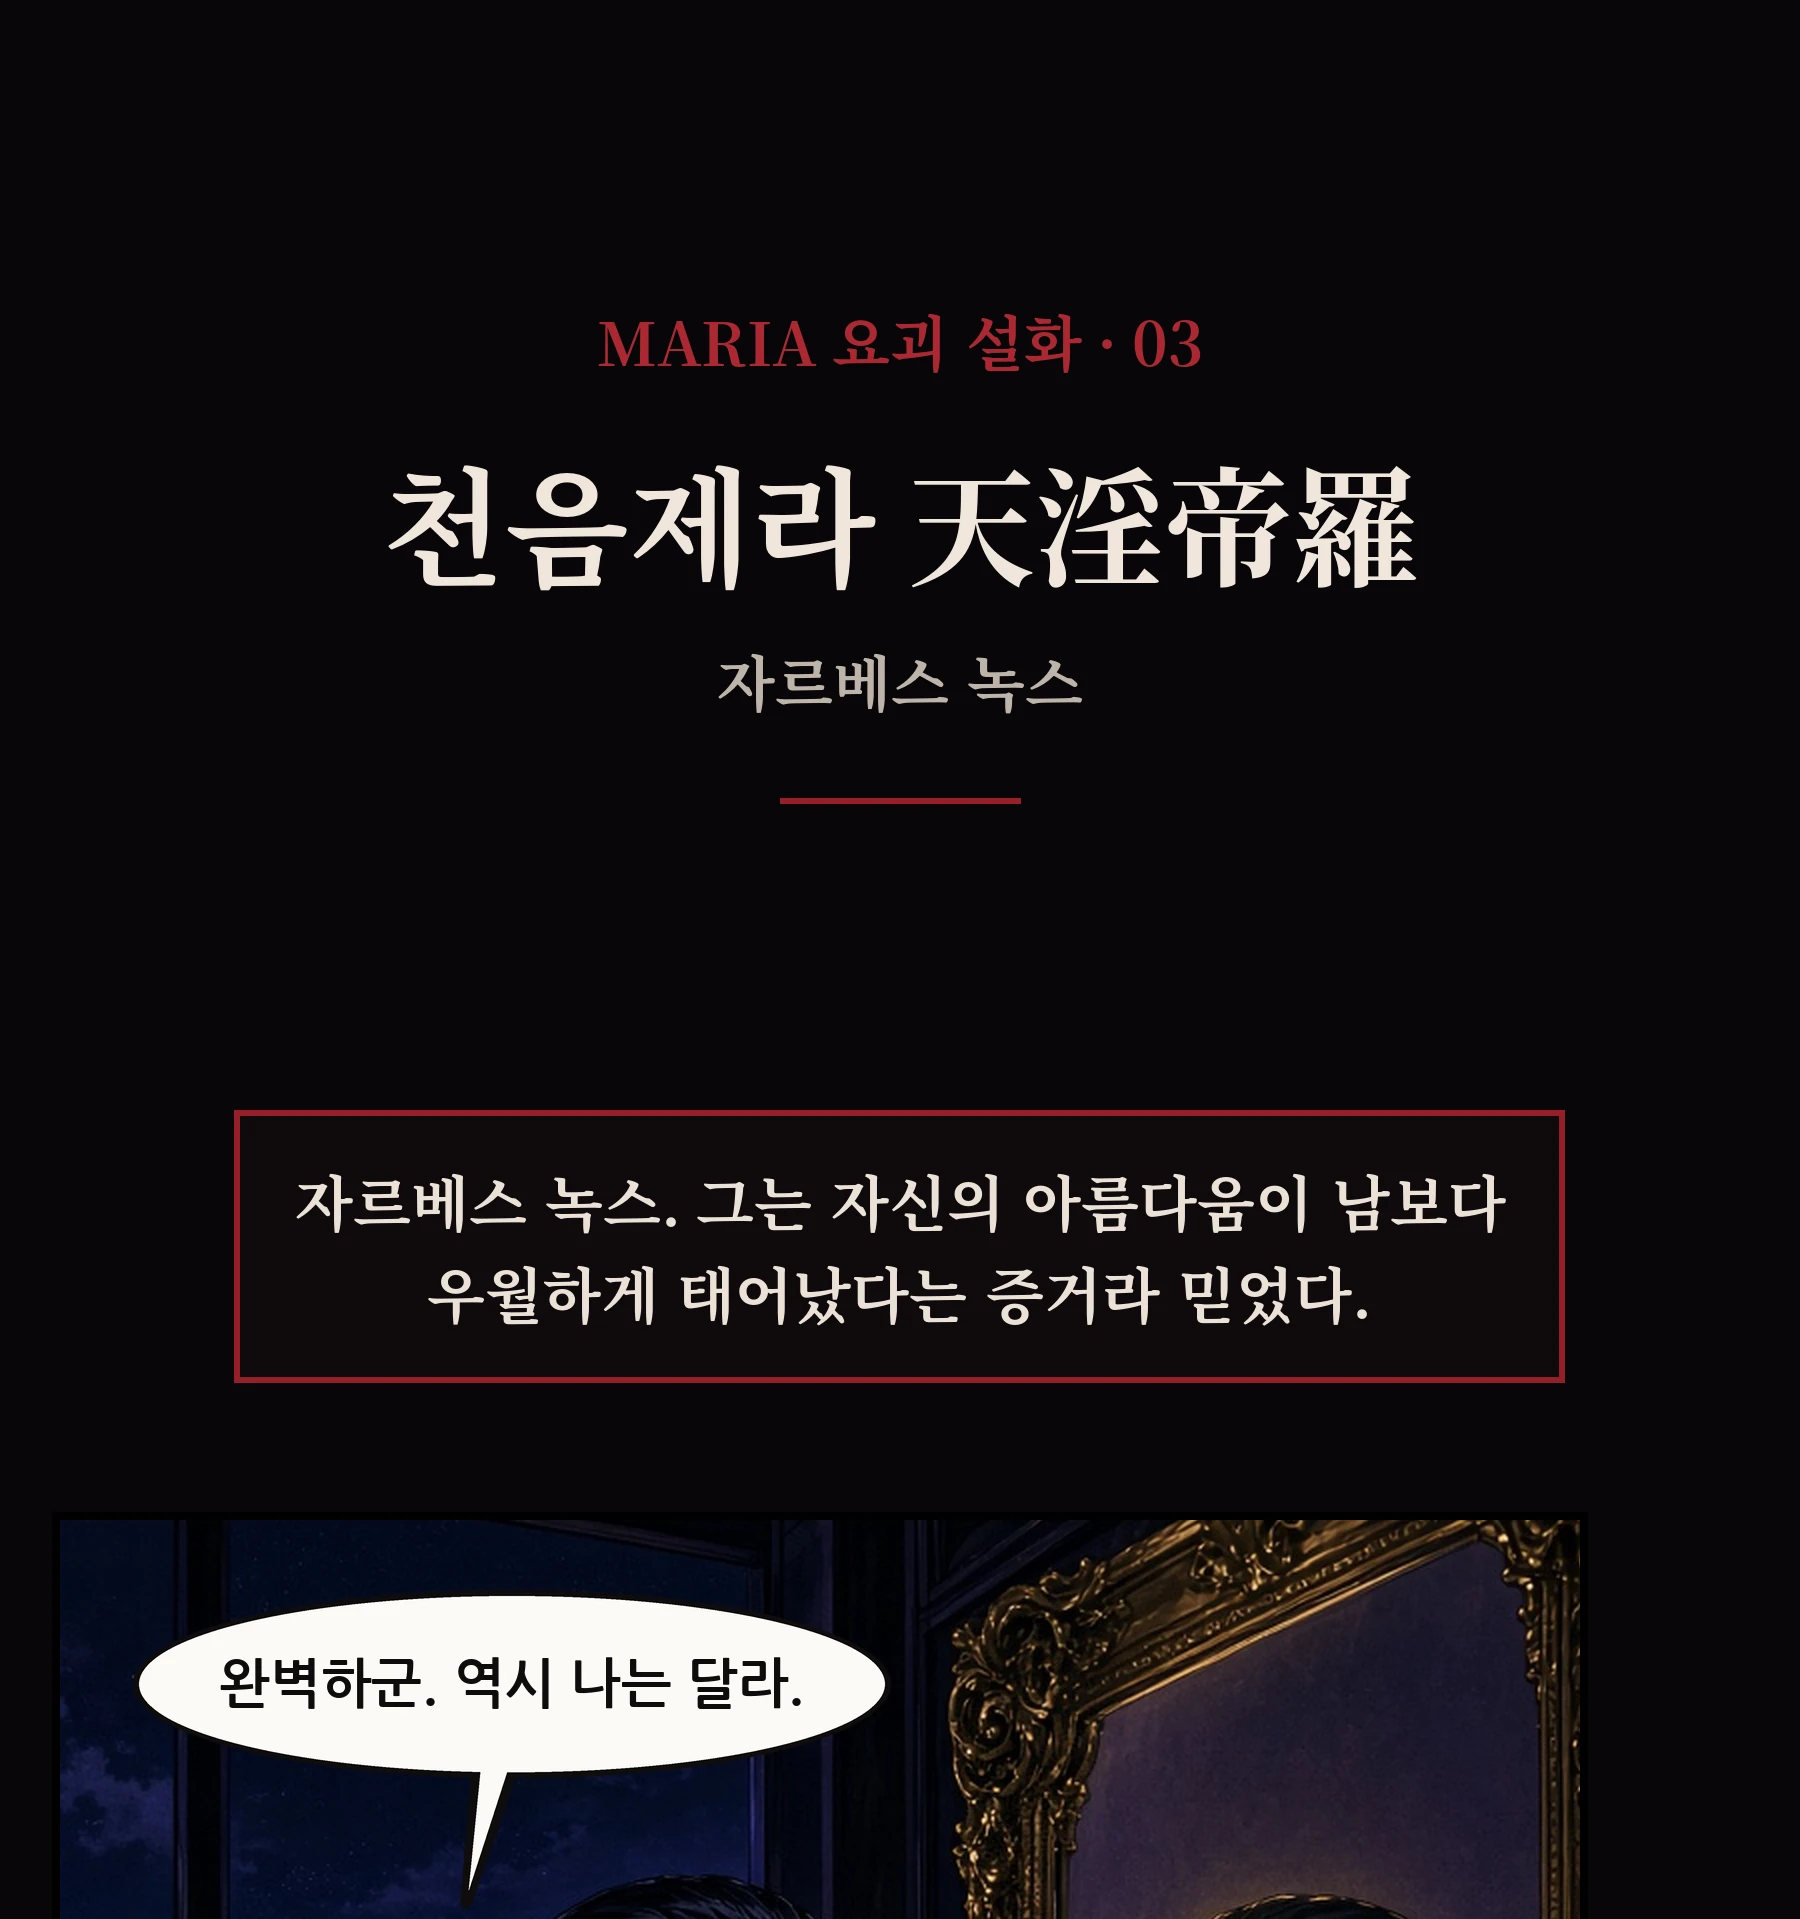 MARIA 요괴 설화 · 03
천음제라 天淫帝羅
자르베스 녹스
자르베스 녹스. 그는 자신의 아름다움이 남보다
우월하게 태어났다는 증거라 믿었다.
완벽하군. 역시 나는 달라.